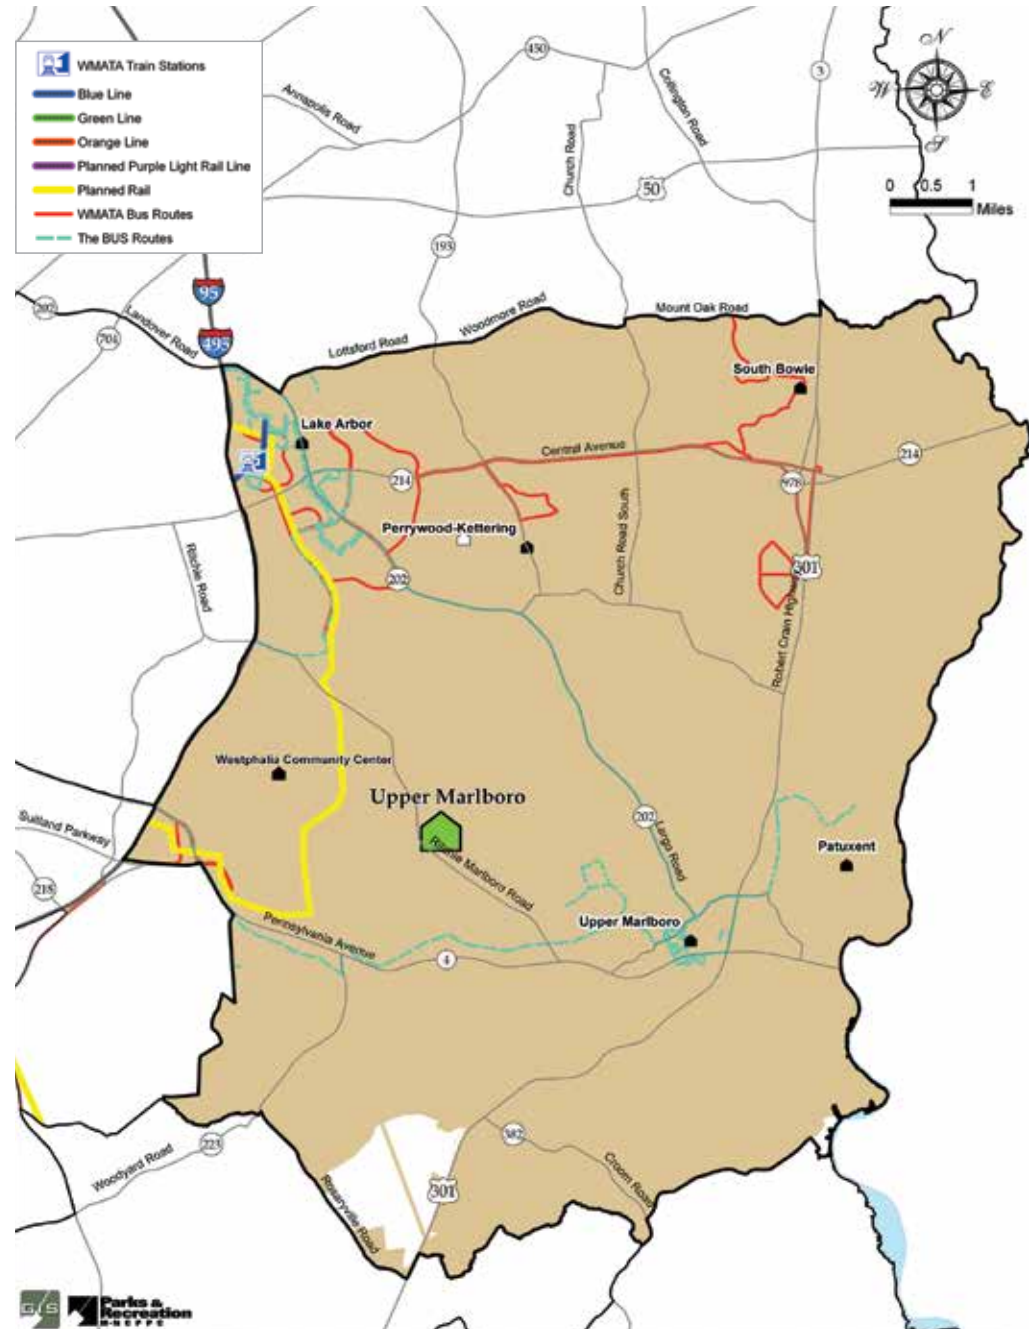 WMATA Train Stations
Blue Line
Green Line
Orange Line
Planned Purple Light Rail Line
Planned Rail
WMATA Bus Routes
The BUS Routes
N
W
E
S
0 0.5 1
Miles
450
3
Annapolis Road
Collington Road
Church Road
50
193
95
202
Landover Road
704
495
Lottsford Road
Woodmore Road
Mount Oak Road
South Bowie
Lake Arbor
Central Avenue
214
214
978
Perrywood-Kettering
Church Road South
301
Robert Crain Highway
Ritchie Road
202
Westphalia Community Center
Upper Marlboro
Ritchie Marlboro Road
202
Largo Road
Patuxent
Suitland Parkway
218
Upper Marlboro
Pennsylvania Avenue
4
382
Croom Road
223
Woodyard Road
Rosaryville Road
301
GIS
Parks &
Recreation
M-NCPPC